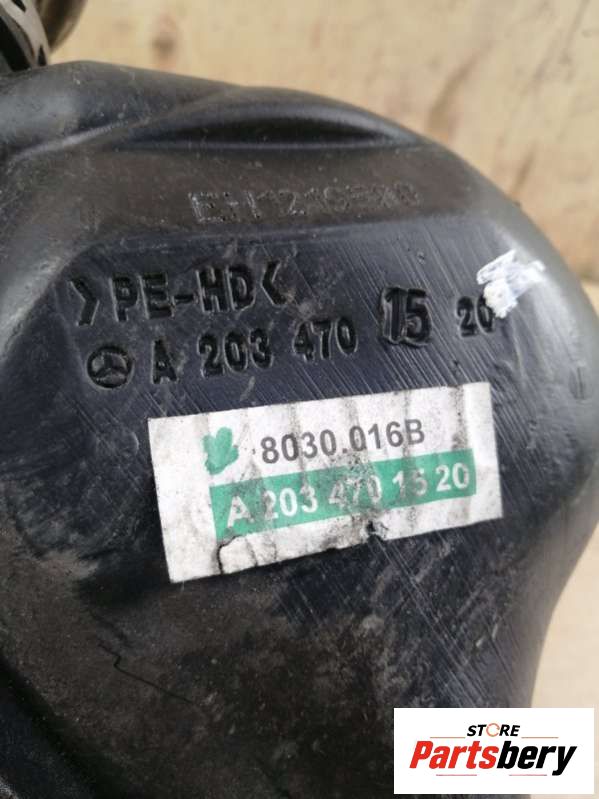 >PE-HD<
A 203 470 15 20
8030.016B
A 203 470 15 20
STORE
Partsbery